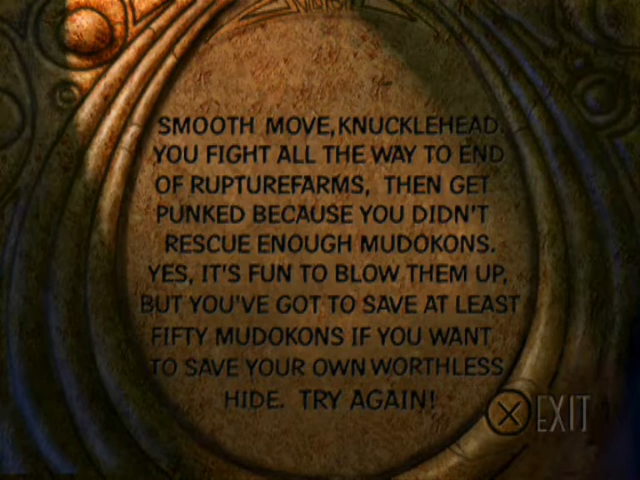 SMOOTH MOVE, KNUCKLEHEAD.
YOU FIGHT ALL THE WAY TO END
OF RUPTUREFARMS, THEN GET
PUNKED BECAUSE YOU DIDN'T
RESCUE ENOUGH MUDOKONS.
YES, IT'S FUN TO BLOW THEM UP,
BUT YOU'VE GOT TO SAVE AT LEAST
FIFTY MUDOKONS IF YOU WANT
TO SAVE YOUR OWN WORTHLESS
HIDE. TRY AGAIN!
EXIT